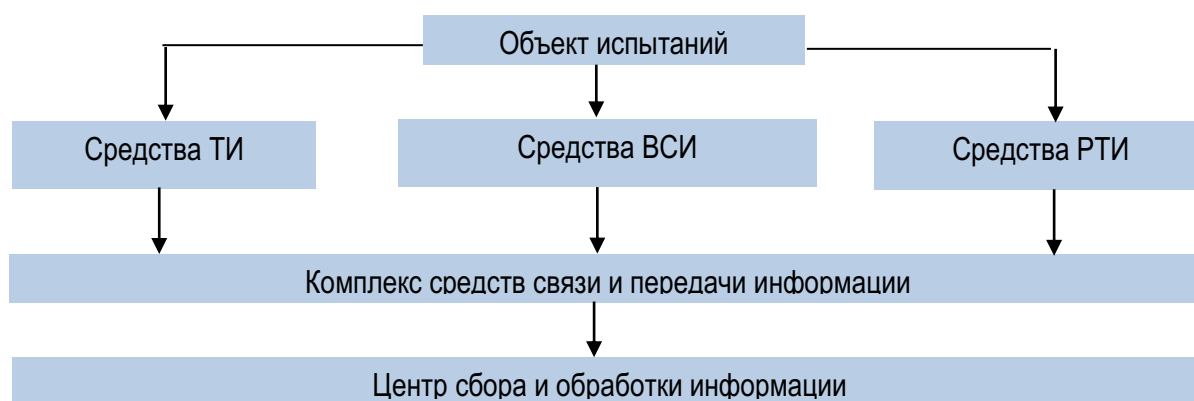 Объект испытаний
Средства ТИ
Средства ВСИ
Средства РТИ
Комплекс средств связи и передачи информации
Центр сбора и обработки информации